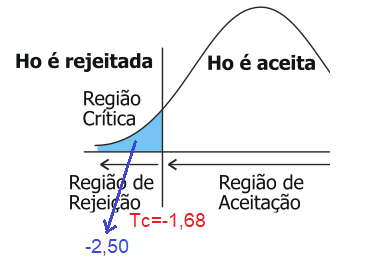 Ho é rejeitada
Ho é aceita
Região
Crítica
Região de
Rejeição
Região de
Aceitação
Tc=-1,68
-2,50